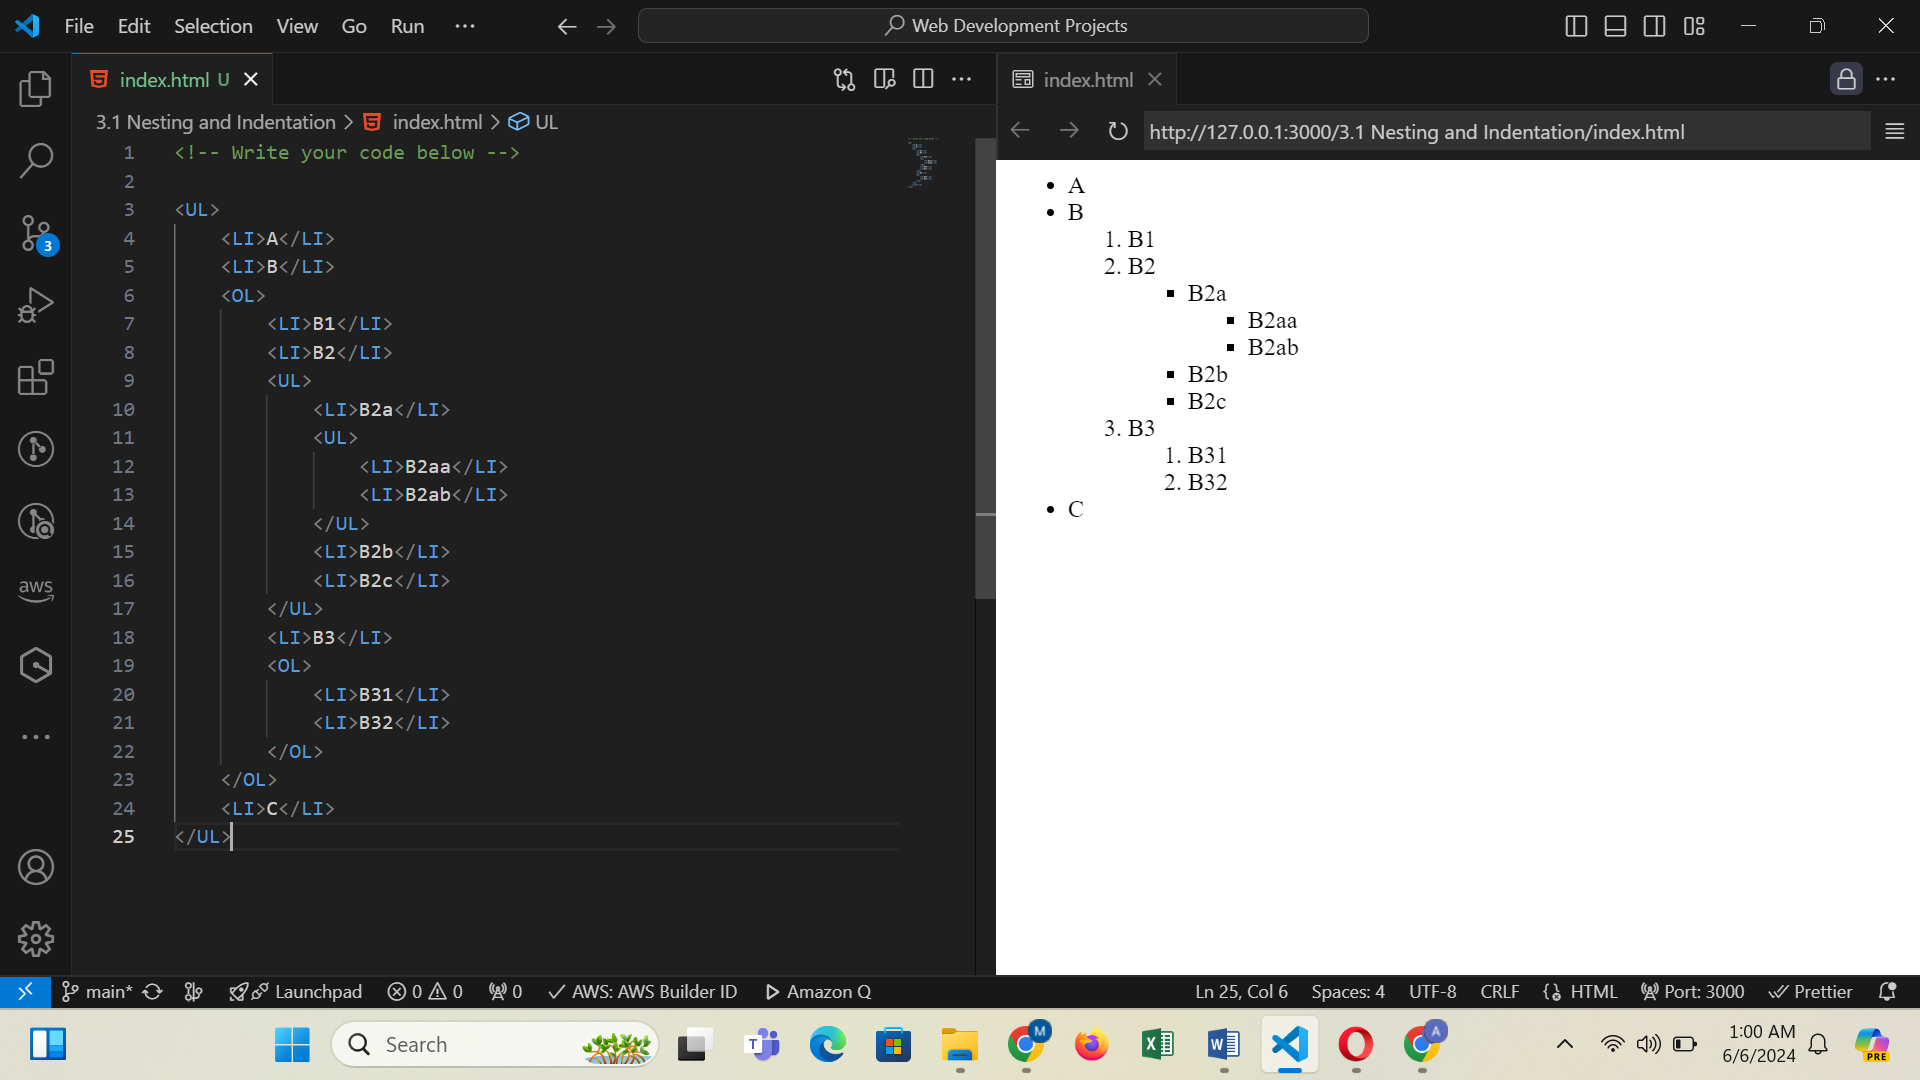 File Edit Selection View Go Run
Web Development Projects
index.html U
3.1 Nesting and Indentation > index.html > UL
1 <!-- Write your code below -->
2
3 <UL>
4 <LI>A</LI>
5 <LI>B</LI>
6 <OL>
7 <LI>B1</LI>
8 <LI>B2</LI>
9 <UL>
10 <LI>B2a</LI>
11 <UL>
12 <LI>B2aa</LI>
13 <LI>B2ab</LI>
14 </UL>
15 <LI>B2b</LI>
16 <LI>B2c</LI>
17 </UL>
18 <LI>B3</LI>
19 <OL>
20 <LI>B31</LI>
21 <LI>B32</LI>
22 </OL>
23 </OL>
24 <LI>C</LI>
25 </UL>
3
aws
index.html
http://127.0.0.1:3000/3.1 Nesting and Indentation/index.html
• A
• B
1. B1
2. B2
▪ B2a
▪ B2aa
▪ B2ab
▪ B2b
▪ B2c
3. B3
1. B31
2. B32
• C
main* Launchpad 0 0 0 AWS: AWS Builder ID Amazon Q Ln 25, Col 6 Spaces: 4 UTF-8 CRLF HTML Port: 3000 Prettier
Search
T
M
X
W
A
1:00 AM
6/6/2024
PRE